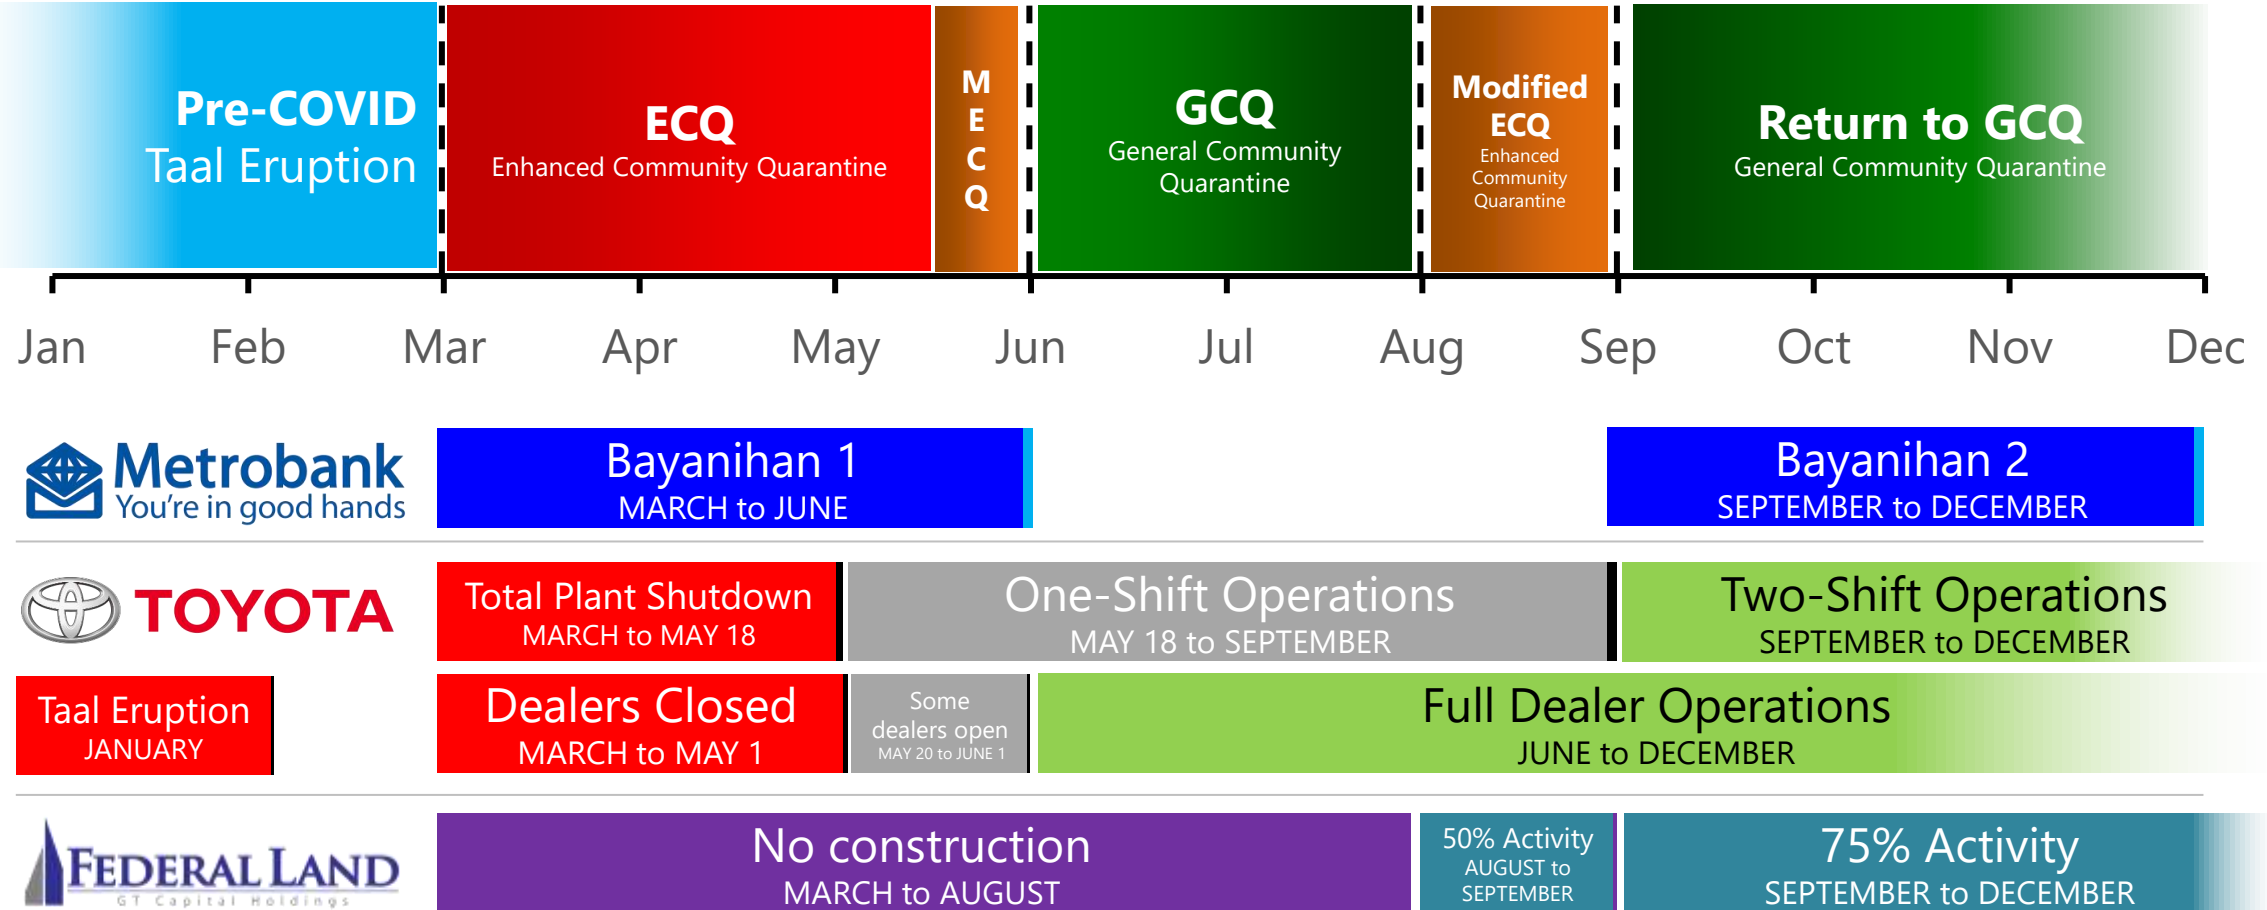 Pre-COVID
Taal Eruption
ECQ
Enhanced Community Quarantine
M
E
C
Q
GCQ
General Community
Quarantine
Modified
ECQ
Enhanced
Community
Quarantine
Return to GCQ
General Community Quarantine
Jan Feb Mar Apr May Jun Jul Aug Sep Oct Nov Dec
Metrobank
You're in good hands
Bayanihan 1
MARCH to JUNE
Bayanihan 2
SEPTEMBER to DECEMBER
TOYOTA
Total Plant Shutdown
MARCH to MAY 18
One-Shift Operations
MAY 18 to SEPTEMBER
Two-Shift Operations
SEPTEMBER to DECEMBER
Taal Eruption
JANUARY
Dealers Closed
MARCH to MAY 1
Some
dealers open
MAY 20 to JUNE 1
Full Dealer Operations
JUNE to DECEMBER
FEDERAL LAND
GT Capital Holdings
No construction
MARCH to AUGUST
50% Activity
AUGUST to
SEPTEMBER
75% Activity
SEPTEMBER to DECEMBER